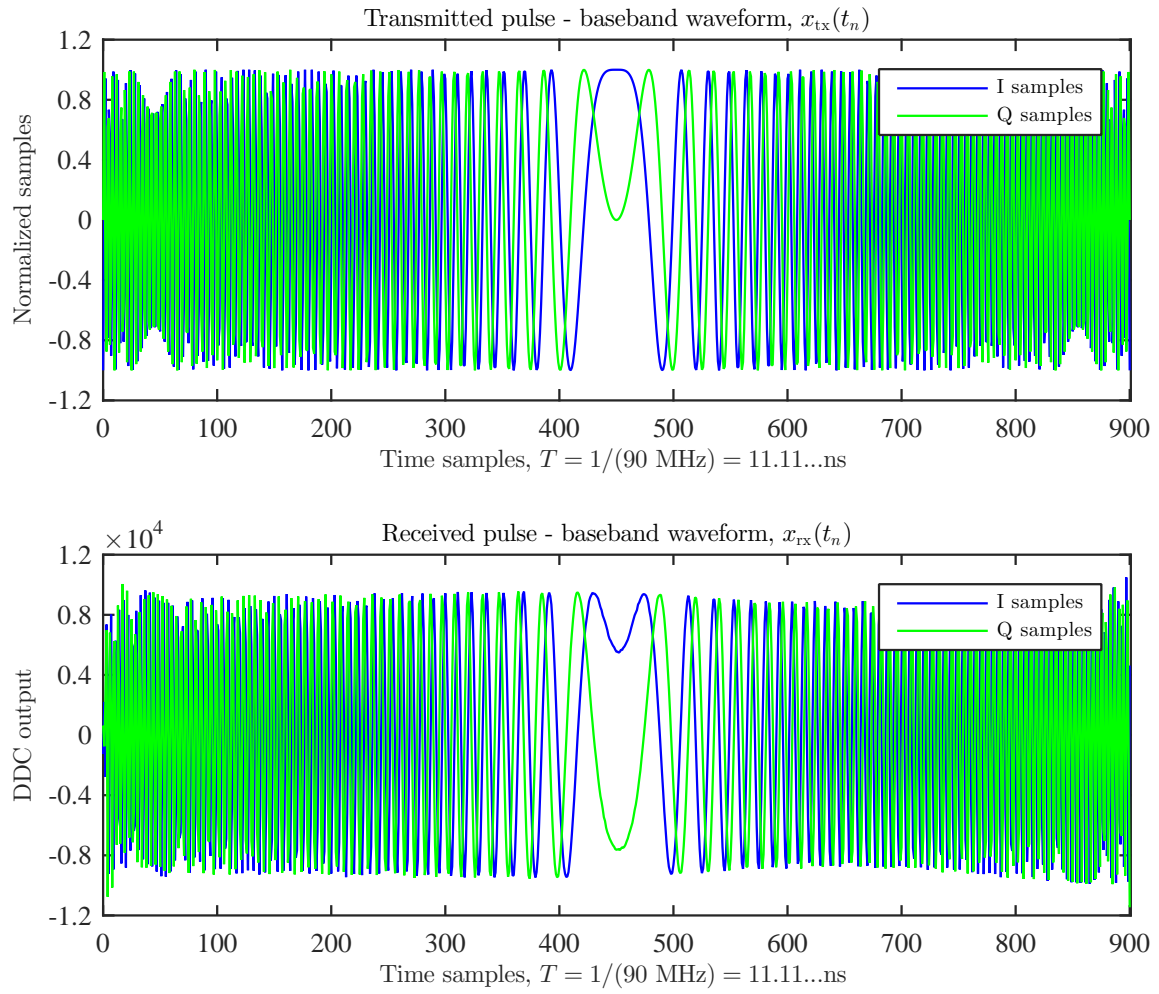 Transmitted pulse - baseband waveform, x_tx(t_n)
1.2
0.8
0.4
0
-0.4
-0.8
-1.2
Normalized samples
I samples
Q samples
0 100 200 300 400 500 600 700 800 900
Time samples, T = 1/(90 MHz) = 11.11...ns
Received pulse - baseband waveform, x_rx(t_n)
×10^4
1.2
0.8
0.4
0
-0.4
-0.8
-1.2
DDC output
I samples
Q samples
0 100 200 300 400 500 600 700 800 900
Time samples, T = 1/(90 MHz) = 11.11...ns